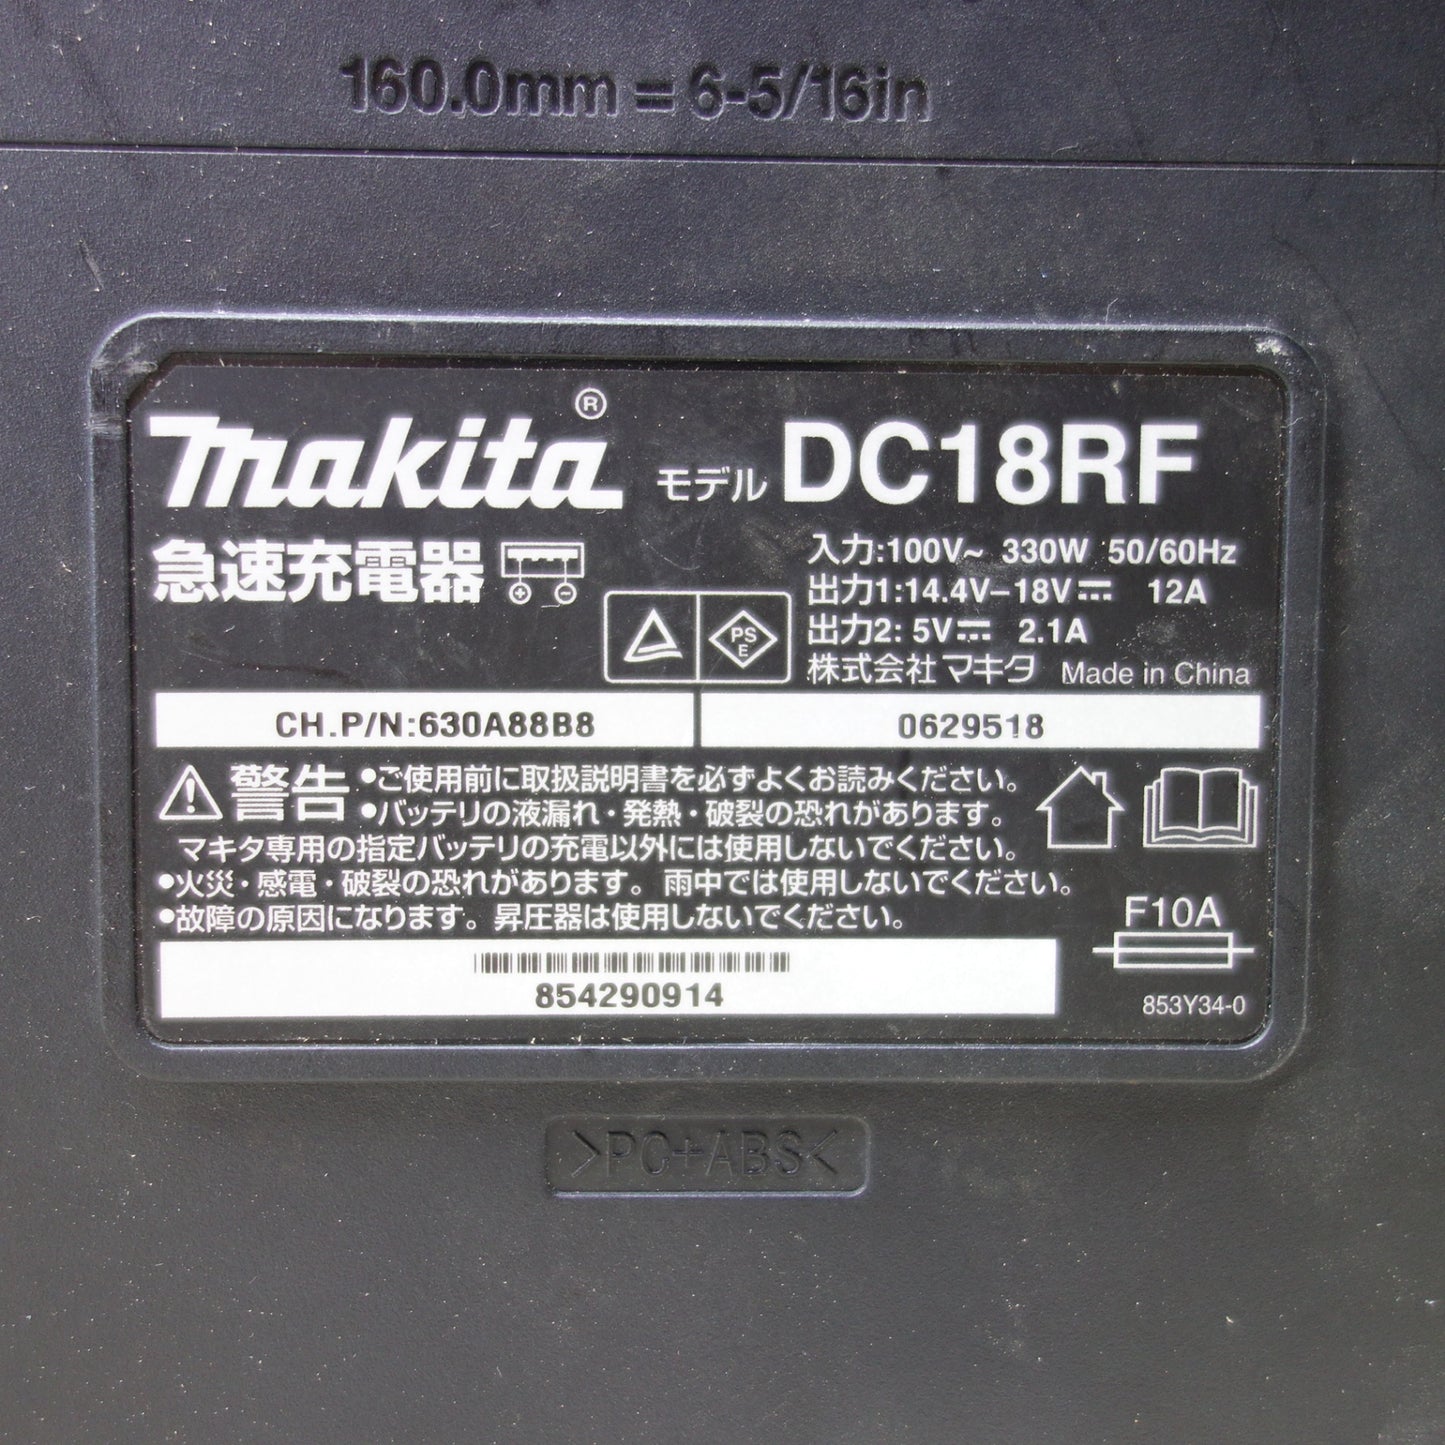 160.0mm = 6-5/16in
makita®
モデル DC18RF
急速充電器
入力:100V~ 330W 50/60Hz
出力1:14.4V–18V⎓ 12A
出力2: 5V⎓ 2.1A
PS
E
株式会社 マキタ Made in China
CH.P/N:630A88B8
0629518
警告
•ご使用前に取扱説明書を必ずよくお読みください。
•バッテリの液漏れ・発熱・破裂の恐れがあります。
マキタ専用の指定バッテリの充電以外には使用しないでください。
•火災・感電・破裂の恐れがあります。雨中では使用しないでください。
•故障の原因になります。昇圧器は使用しないでください。
F10A
854290914
853Y34-0
>PC+ABS<